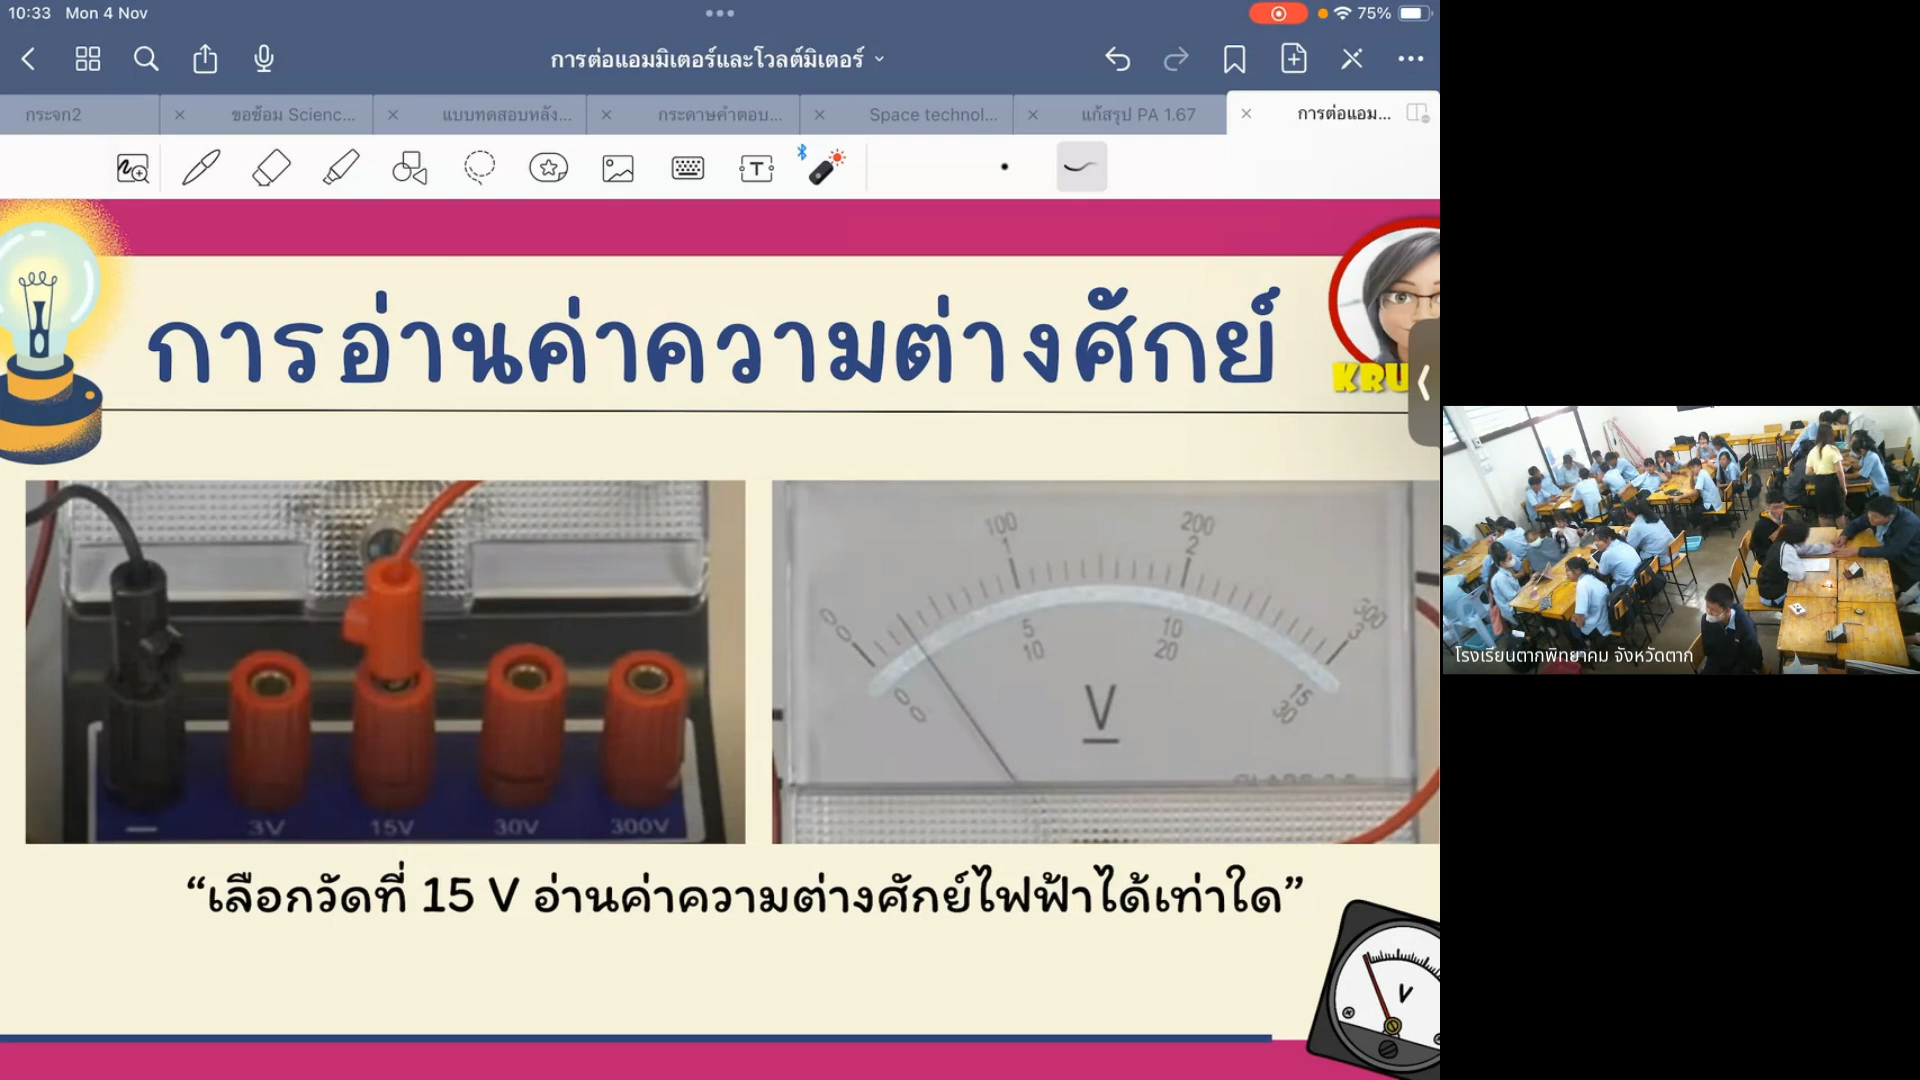 10:33 Mon 4 Nov
75%
การต่อแอมมิเตอร์และโวลต์มิเตอร์
กระจก2
ขอซ้อม Scienc...
แบบทดสอบหลัง...
กระดาษคำตอบ...
Space technol...
แก้สรุป PA 1.67
การต่อแอม...
T
การอ่านค่าความต่างศักย์
KRU
3V 15V 30V 300V
0 100 200 300
0 1 2 3
0 5 10 15
0 10 20 30
V
“เลือกวัดที่ 15 V อ่านค่าความต่างศักย์ไฟฟ้าได้เท่าใด”
V
โรงเรียนตากพิทยาคม จังหวัดตาก